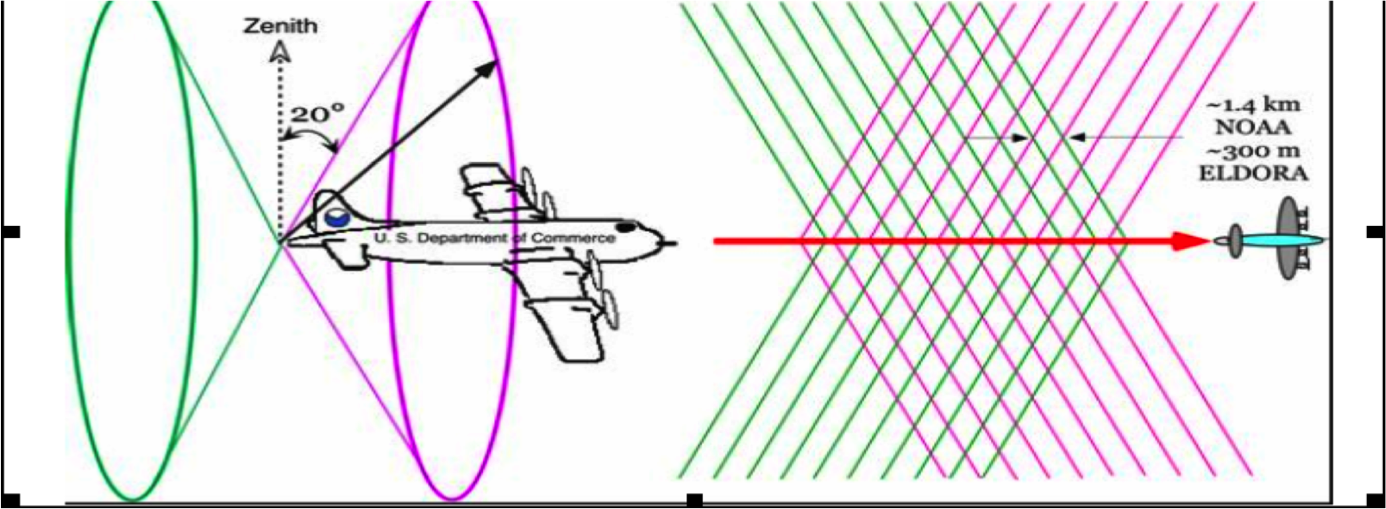 Zenith
20°
U. S. Department of Commerce
~1.4 km
NOAA
~300 m
ELDORA